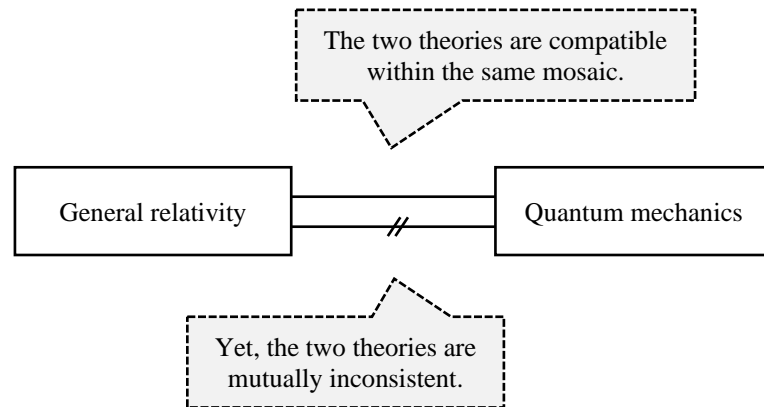 The two theories are compatible
within the same mosaic.
General relativity
Quantum mechanics
Yet, the two theories are
mutually inconsistent.